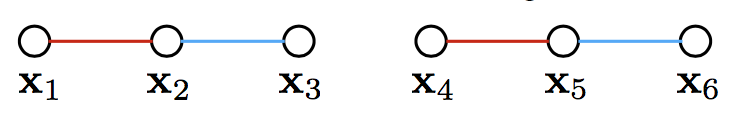 x₁ x₂ x₃ x₄ x₅ x₆